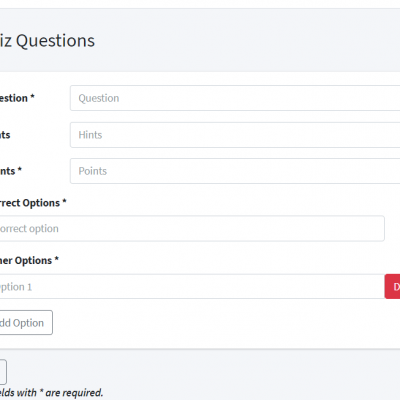 iz Questions
estion * Question
ts Hints
nts * Points
rrect Options *
orrect option
her Options *
ption 1 D
dd Option
elds with * are required.